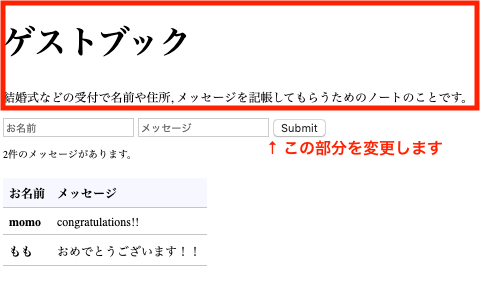 ゲストブック
結婚式などの受付で名前や住所, メッセージを記帳してもらうためのノートのことです。
お名前 メッセージ Submit
↑ この部分を変更します
2件のメッセージがあります。
お名前 メッセージ
momo congratulations!!
もも おめでとうございます！！